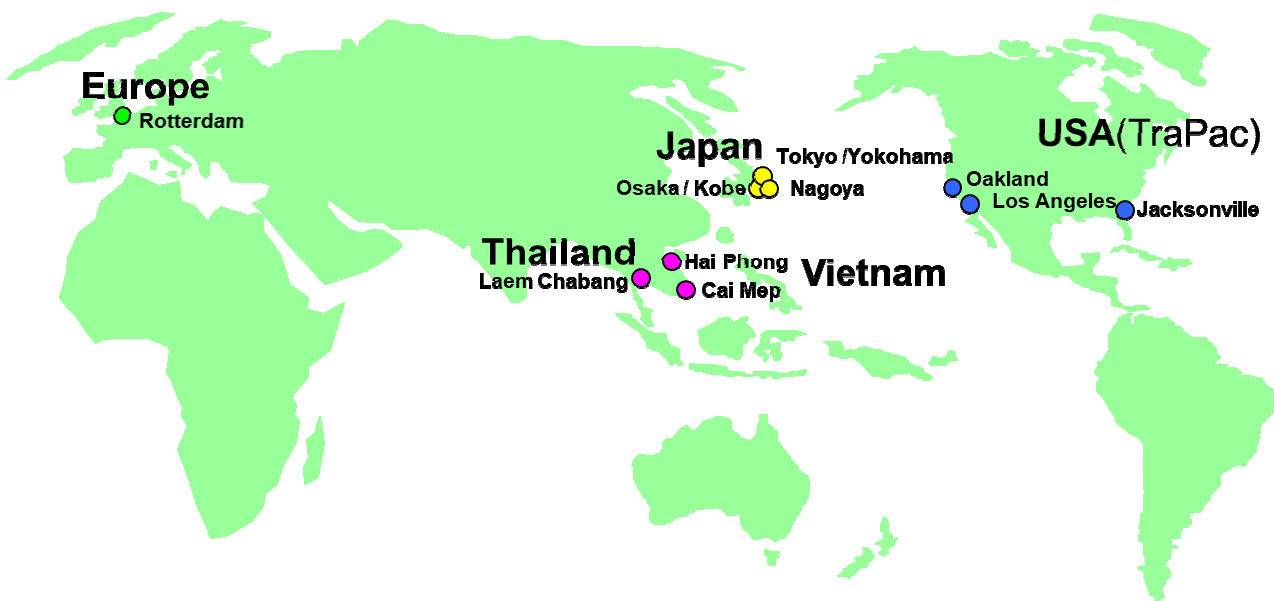 Europe
Rotterdam
Japan
Tokyo /Yokohama
Osaka / Kobe
Nagoya
USA(TraPac)
Oakland
Los Angeles
Jacksonville
Thailand
Laem Chabang
Hai Phong
Cai Mep
Vietnam